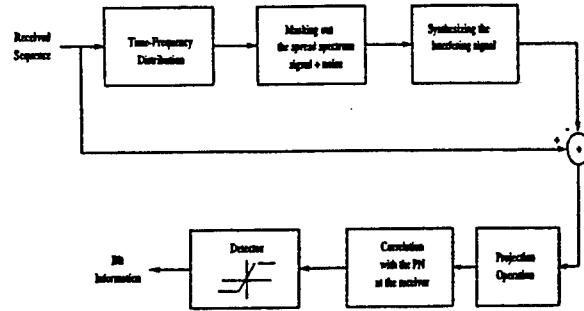 Received
Sequence
Time-Frequency
Distribution
Masking out
the spread spectrum
signal + noise
Synthesizing the
Interfering signal
-
+
+
Bit
Information
Detector
Correlation
with the PN
at the receiver
Projection
Operation